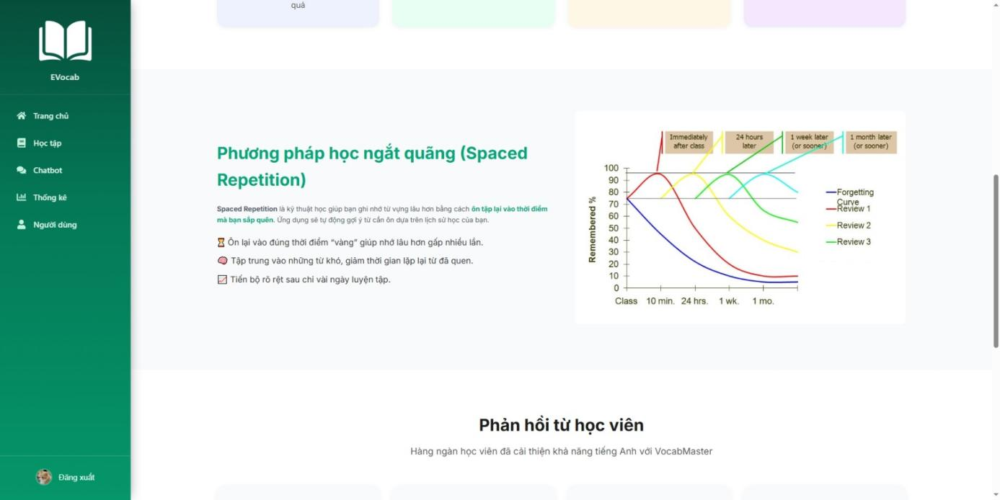 EVocab
Trang chủ
Học tập
Chatbot
Thống kê
Người dùng
Đăng xuất
quả
Phương pháp học ngắt quãng (Spaced
Repetition)
Spaced Repetition là kỹ thuật học giúp bạn ghi nhớ từ vựng lâu hơn bằng cách ôn tập lại vào thời điểm
mà bạn sắp quên. Ứng dụng sẽ tự động gợi ý từ cần ôn dựa trên lịch sử học của bạn.
⏳ Ôn lại vào đúng thời điểm “vàng” giúp nhớ lâu hơn gấp nhiều lần.
🧠 Tập trung vào những từ khó, giảm thời gian lặp lại từ đã quen.
📈 Tiến bộ rõ rệt sau chỉ vài ngày luyện tập.
Immediately
after class
24 hours
later
1 week later
(or sooner)
1 month later
(or sooner)
Remembered %
100
90
80
70
60
50
40
30
20
10
0
Class 10 min. 24 hrs. 1 wk. 1 mo.
Forgetting
Curve
Review 1
Review 2
Review 3
Phản hồi từ học viên
Hàng ngàn học viên đã cải thiện khả năng tiếng Anh với VocabMaster